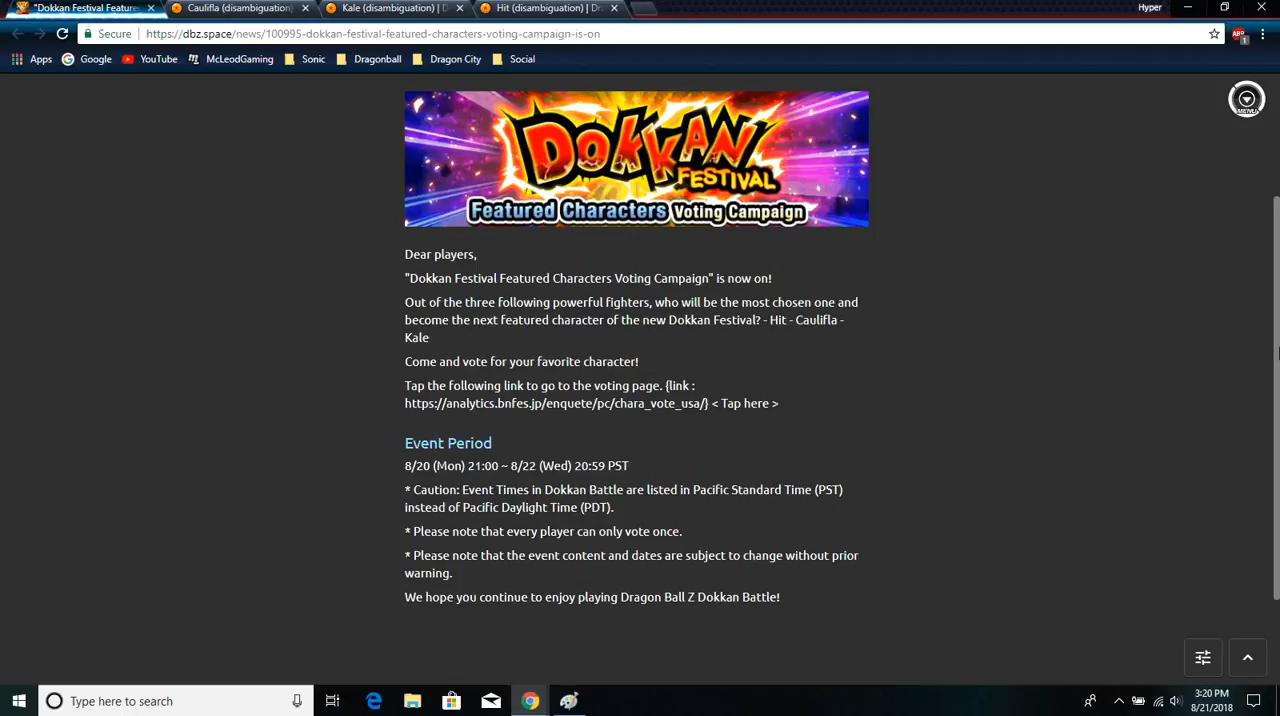 "Dokkan Festival Feature
Caulifla (disambiguation) |
Kale (disambiguation) | D
Hit (disambiguation) | Dr
Hyper
Secure
https://dbz.space/news/100995-dokkan-festival-featured-characters-voting-campaign-is-on
ABP
1
Apps
Google
YouTube
McLeodGaming
Sonic
Dragonball
Dragon City
Social
MENU
DOKKAN
FESTIVAL
Featured Characters Voting Campaign
Dear players,
"Dokkan Festival Featured Characters Voting Campaign" is now on!
Out of the three following powerful fighters, who will be the most chosen one and
become the next featured character of the new Dokkan Festival? - Hit - Caulifla -
Kale
Come and vote for your favorite character!
Tap the following link to go to the voting page. {link :
https://analytics.bnfes.jp/enquete/pc/chara_vote_usa/} < Tap here >
Event Period
8/20 (Mon) 21:00 ~ 8/22 (Wed) 20:59 PST
* Caution: Event Times in Dokkan Battle are listed in Pacific Standard Time (PST)
instead of Pacific Daylight Time (PDT).
* Please note that every player can only vote once.
* Please note that the event content and dates are subject to change without prior
warning.
We hope you continue to enjoy playing Dragon Ball Z Dokkan Battle!
Type here to search
3:20 PM
8/21/2018